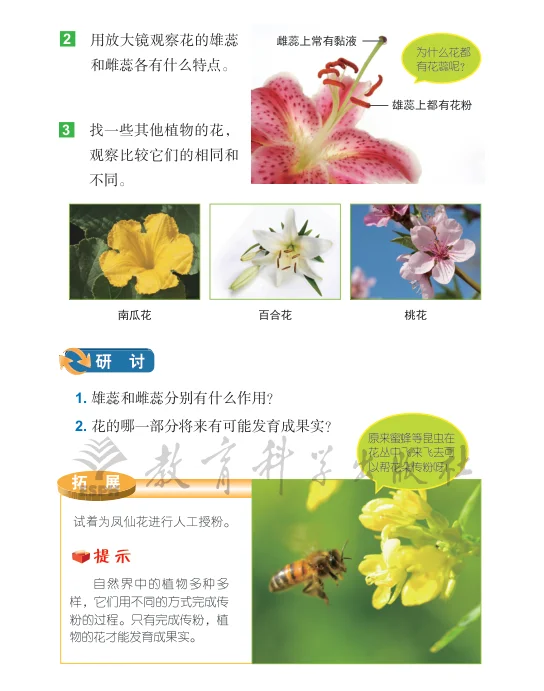 2 用放大镜观察花的雄蕊
和雌蕊各有什么特点。
雌蕊上常有黏液
为什么花都
有花蕊呢?
雄蕊上都有花粉
3 找一些其他植物的花，
观察比较它们的相同和
不同。
南瓜花
百合花
桃花
研讨
1. 雄蕊和雌蕊分别有什么作用?
2. 花的哪一部分将来有可能发育成果实?
原来蜜蜂等昆虫在
花丛中飞来飞去可
以帮花朵传粉呀!
教育科学出版社
拓展
ESPH
试着为凤仙花进行人工授粉。
提示
自然界中的植物多种多
样，它们用不同的方式完成传
粉的过程。只有完成传粉，植
物的花才能发育成果实。